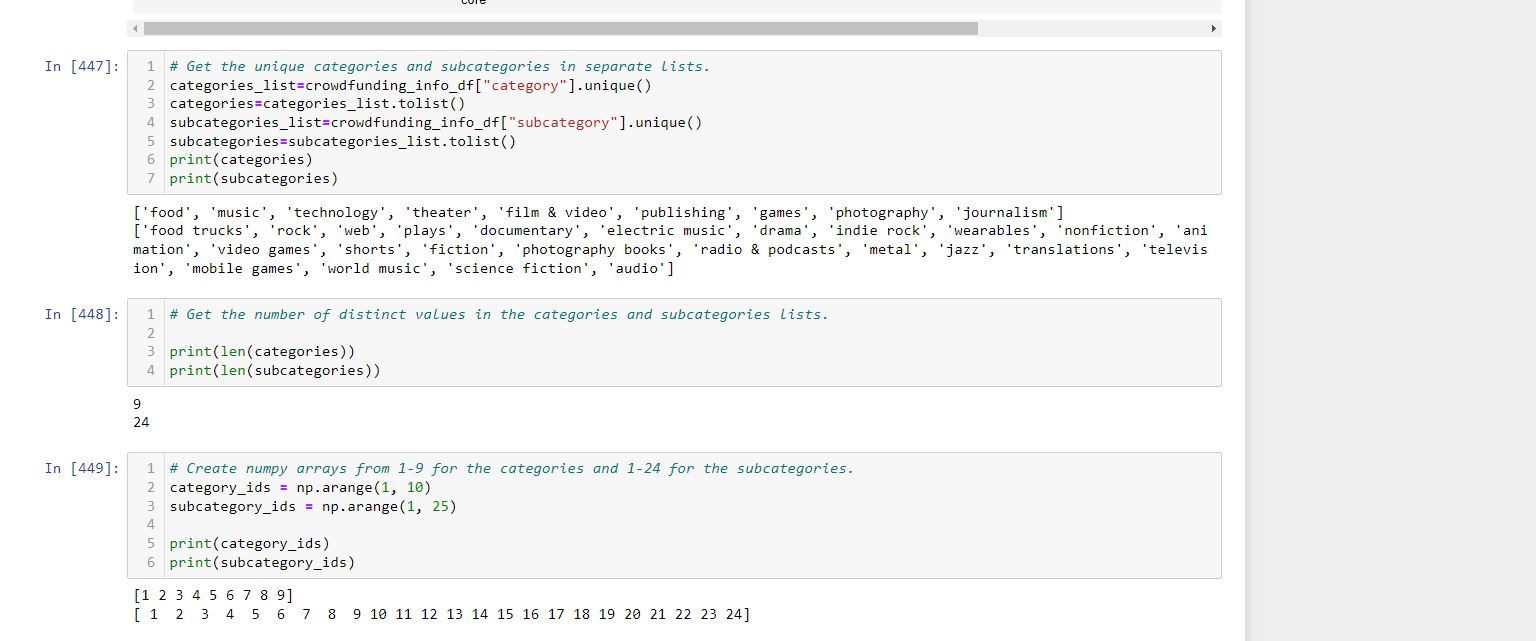 core
In [447]:
1 # Get the unique categories and subcategories in separate lists.
2 categories_list=crowdfunding_info_df["category"].unique()
3 categories=categories_list.tolist()
4 subcategories_list=crowdfunding_info_df["subcategory"].unique()
5 subcategories=subcategories_list.tolist()
6 print(categories)
7 print(subcategories)
['food', 'music', 'technology', 'theater', 'film & video', 'publishing', 'games', 'photography', 'journalism']
['food trucks', 'rock', 'web', 'plays', 'documentary', 'electric music', 'drama', 'indie rock', 'wearables', 'nonfiction', 'ani
mation', 'video games', 'shorts', 'fiction', 'photography books', 'radio & podcasts', 'metal', 'jazz', 'translations', 'televis
ion', 'mobile games', 'world music', 'science fiction', 'audio']
In [448]:
1 # Get the number of distinct values in the categories and subcategories lists.
2
3 print(len(categories))
4 print(len(subcategories))
9
24
In [449]:
1 # Create numpy arrays from 1-9 for the categories and 1-24 for the subcategories.
2 category_ids = np.arange(1, 10)
3 subcategory_ids = np.arange(1, 25)
4
5 print(category_ids)
6 print(subcategory_ids)
[1 2 3 4 5 6 7 8 9]
[ 1  2  3  4  5  6  7  8  9 10 11 12 13 14 15 16 17 18 19 20 21 22 23 24]